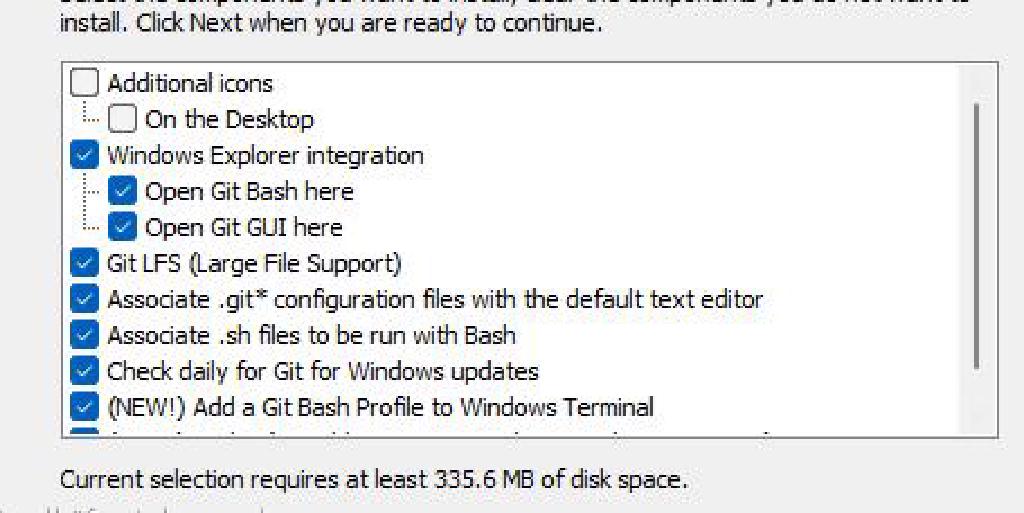 install. Click Next when you are ready to continue.
Additional icons
On the Desktop
Windows Explorer integration
Open Git Bash here
Open Git GUI here
Git LFS (Large File Support)
Associate .git* configuration files with the default text editor
Associate .sh files to be run with Bash
Check daily for Git for Windows updates
(NEW!) Add a Git Bash Profile to Windows Terminal
Current selection requires at least 335.6 MB of disk space.